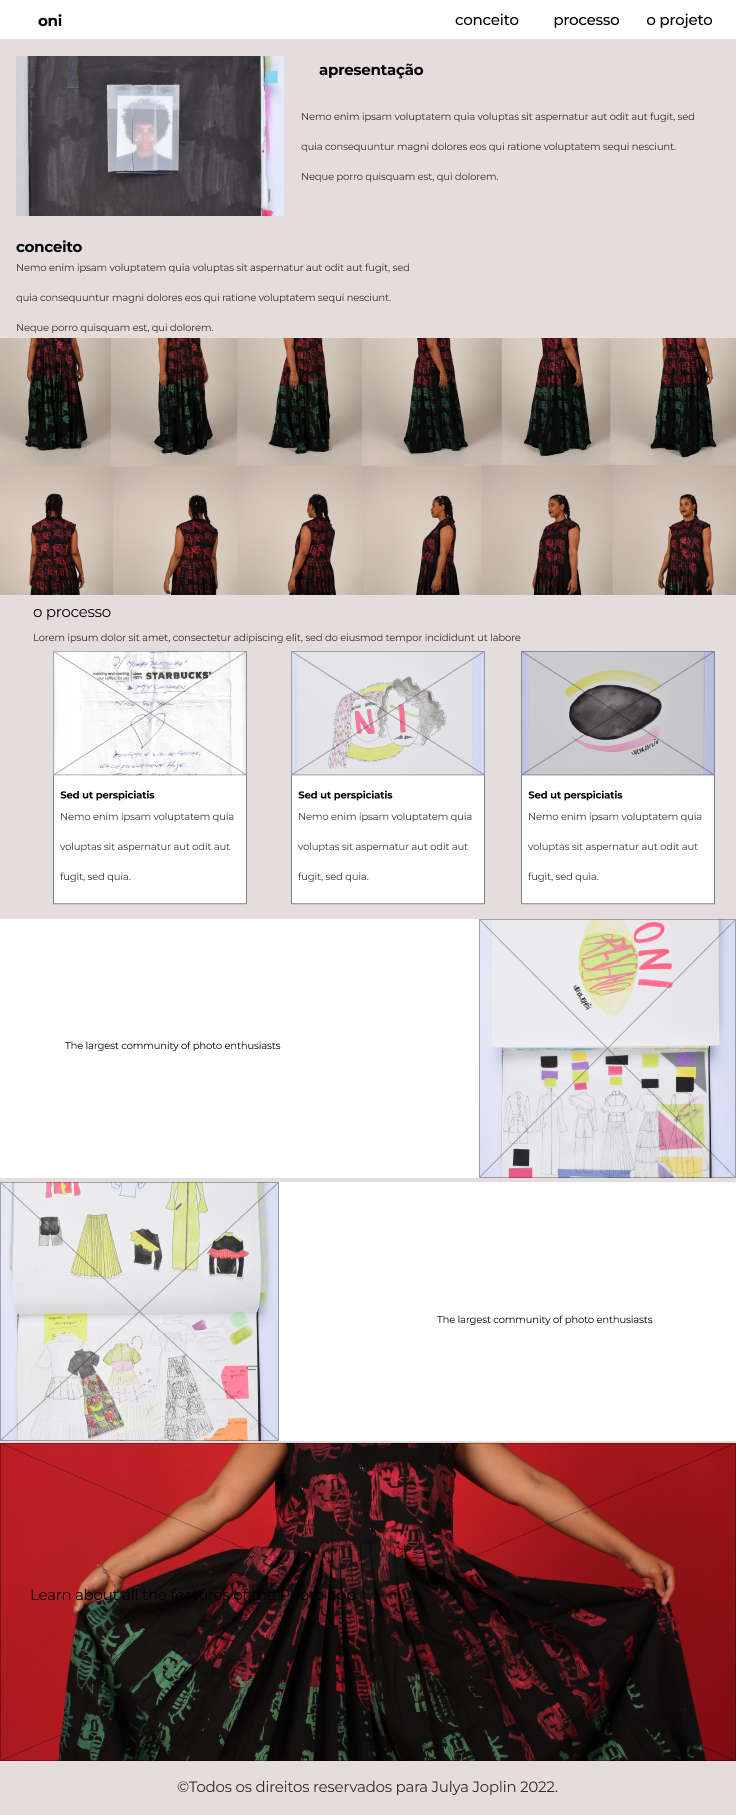 oni
conceito processo o projeto
apresentação
Nemo enim ipsam voluptatem quia voluptas sit aspernatur aut odit aut fugit, sed
quia consequuntur magni dolores eos qui ratione voluptatem sequi nesciunt.
Neque porro quisquam est, qui dolorem.
conceito
Nemo enim ipsam voluptatem quia voluptas sit aspernatur aut odit aut fugit, sed
quia consequuntur magni dolores eos qui ratione voluptatem sequi nesciunt.
Neque porro quisquam est, qui dolorem.
o processo
Lorem ipsum dolor sit amet, consectetur adipiscing elit, sed do eiusmod tempor incididunt ut labore
STARBUCKS
N I
Sed ut perspiciatis
Nemo enim ipsam voluptatem quia
voluptas sit aspernatur aut odit aut
fugit, sed quia.
Sed ut perspiciatis
Nemo enim ipsam voluptatem quia
voluptas sit aspernatur aut odit aut
fugit, sed quia.
Sed ut perspiciatis
Nemo enim ipsam voluptatem quia
voluptas sit aspernatur aut odit aut
fugit, sed quia.
ONI
The largest community of photo enthusiasts
The largest community of photo enthusiasts
Learn about all the features of the Photo app
©Todos os direitos reservados para Julya Joplin 2022.